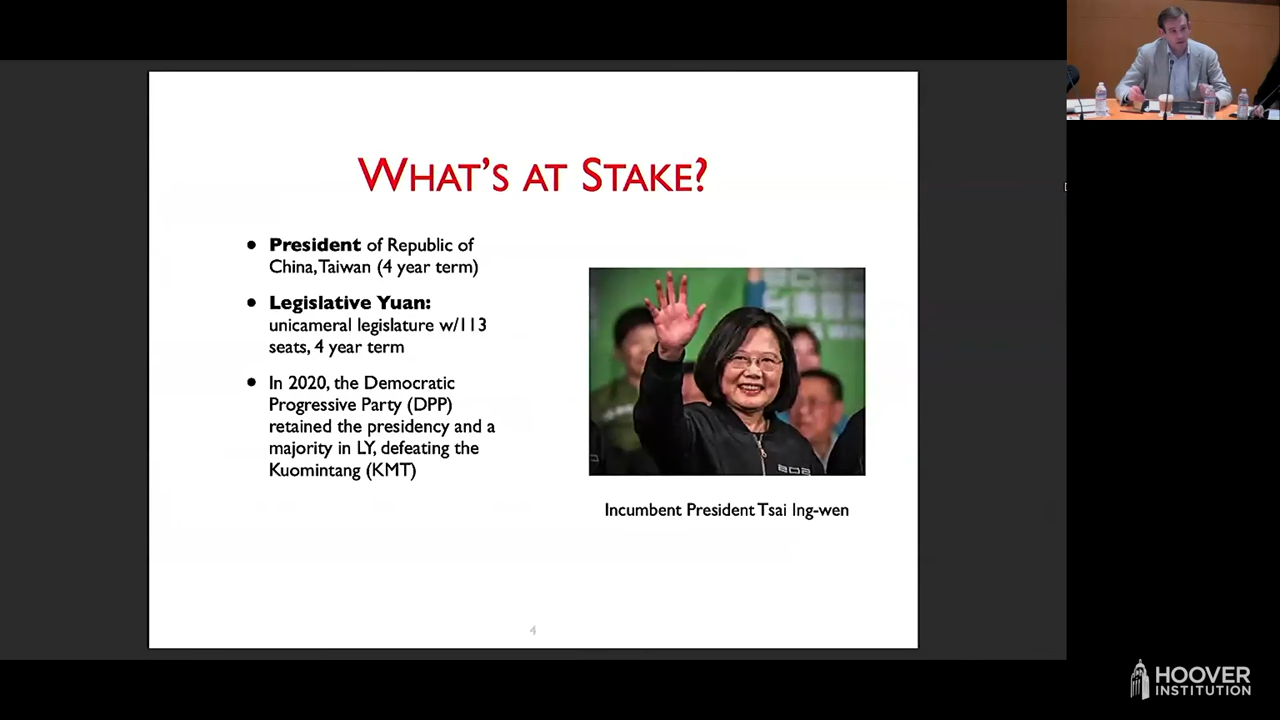 WHAT'S AT STAKE?
● President of Republic of
China, Taiwan (4 year term)
● Legislative Yuan:
unicameral legislature w/113
seats, 4 year term
● In 2020, the Democratic
Progressive Party (DPP)
retained the presidency and a
majority in LY, defeating the
Kuomintang (KMT)
Incumbent President Tsai Ing-wen
4
HOOVER
INSTITUTION